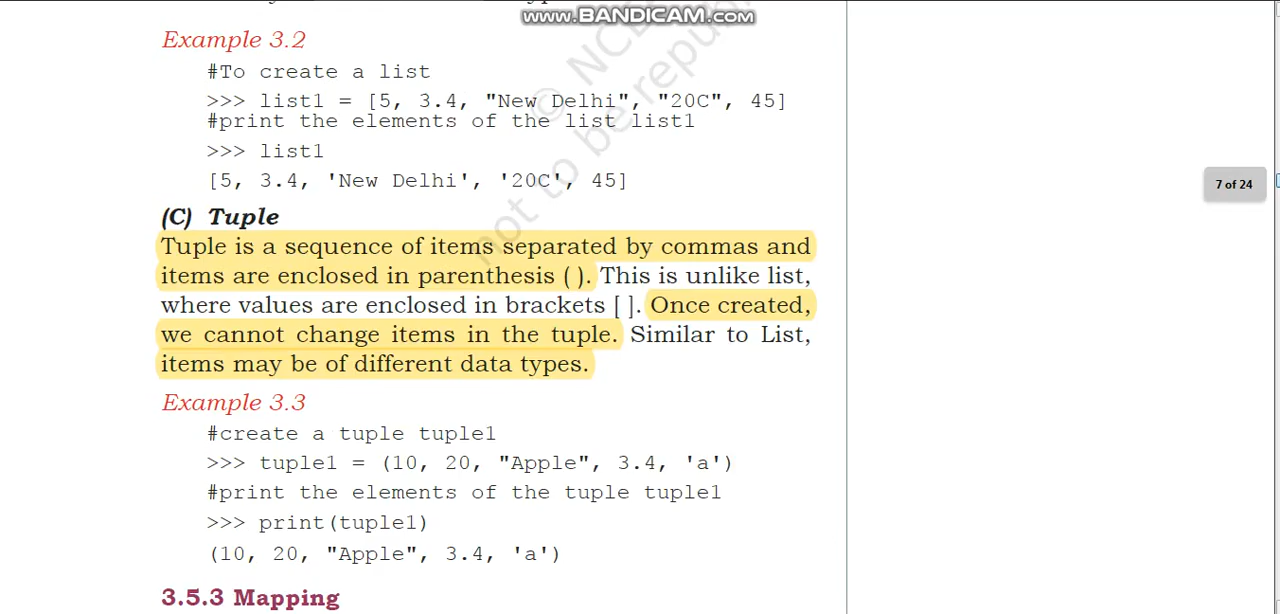 www.BANDICAM.com
Example 3.2
#To create a list
>>> list1 = [5, 3.4, "New Delhi", "20C", 45]
#print the elements of the list list1
>>> list1
[5, 3.4, 'New Delhi', '20C', 45]
7 of 24
(C) Tuple
Tuple is a sequence of items separated by commas and
items are enclosed in parenthesis ( ). This is unlike list,
where values are enclosed in brackets [ ]. Once created,
we cannot change items in the tuple. Similar to List,
items may be of different data types.
Example 3.3
#create a tuple tuple1
>>> tuple1 = (10, 20, "Apple", 3.4, 'a')
#print the elements of the tuple tuple1
>>> print(tuple1)
(10, 20, "Apple", 3.4, 'a')
3.5.3 Mapping
© NCE
not to be republ